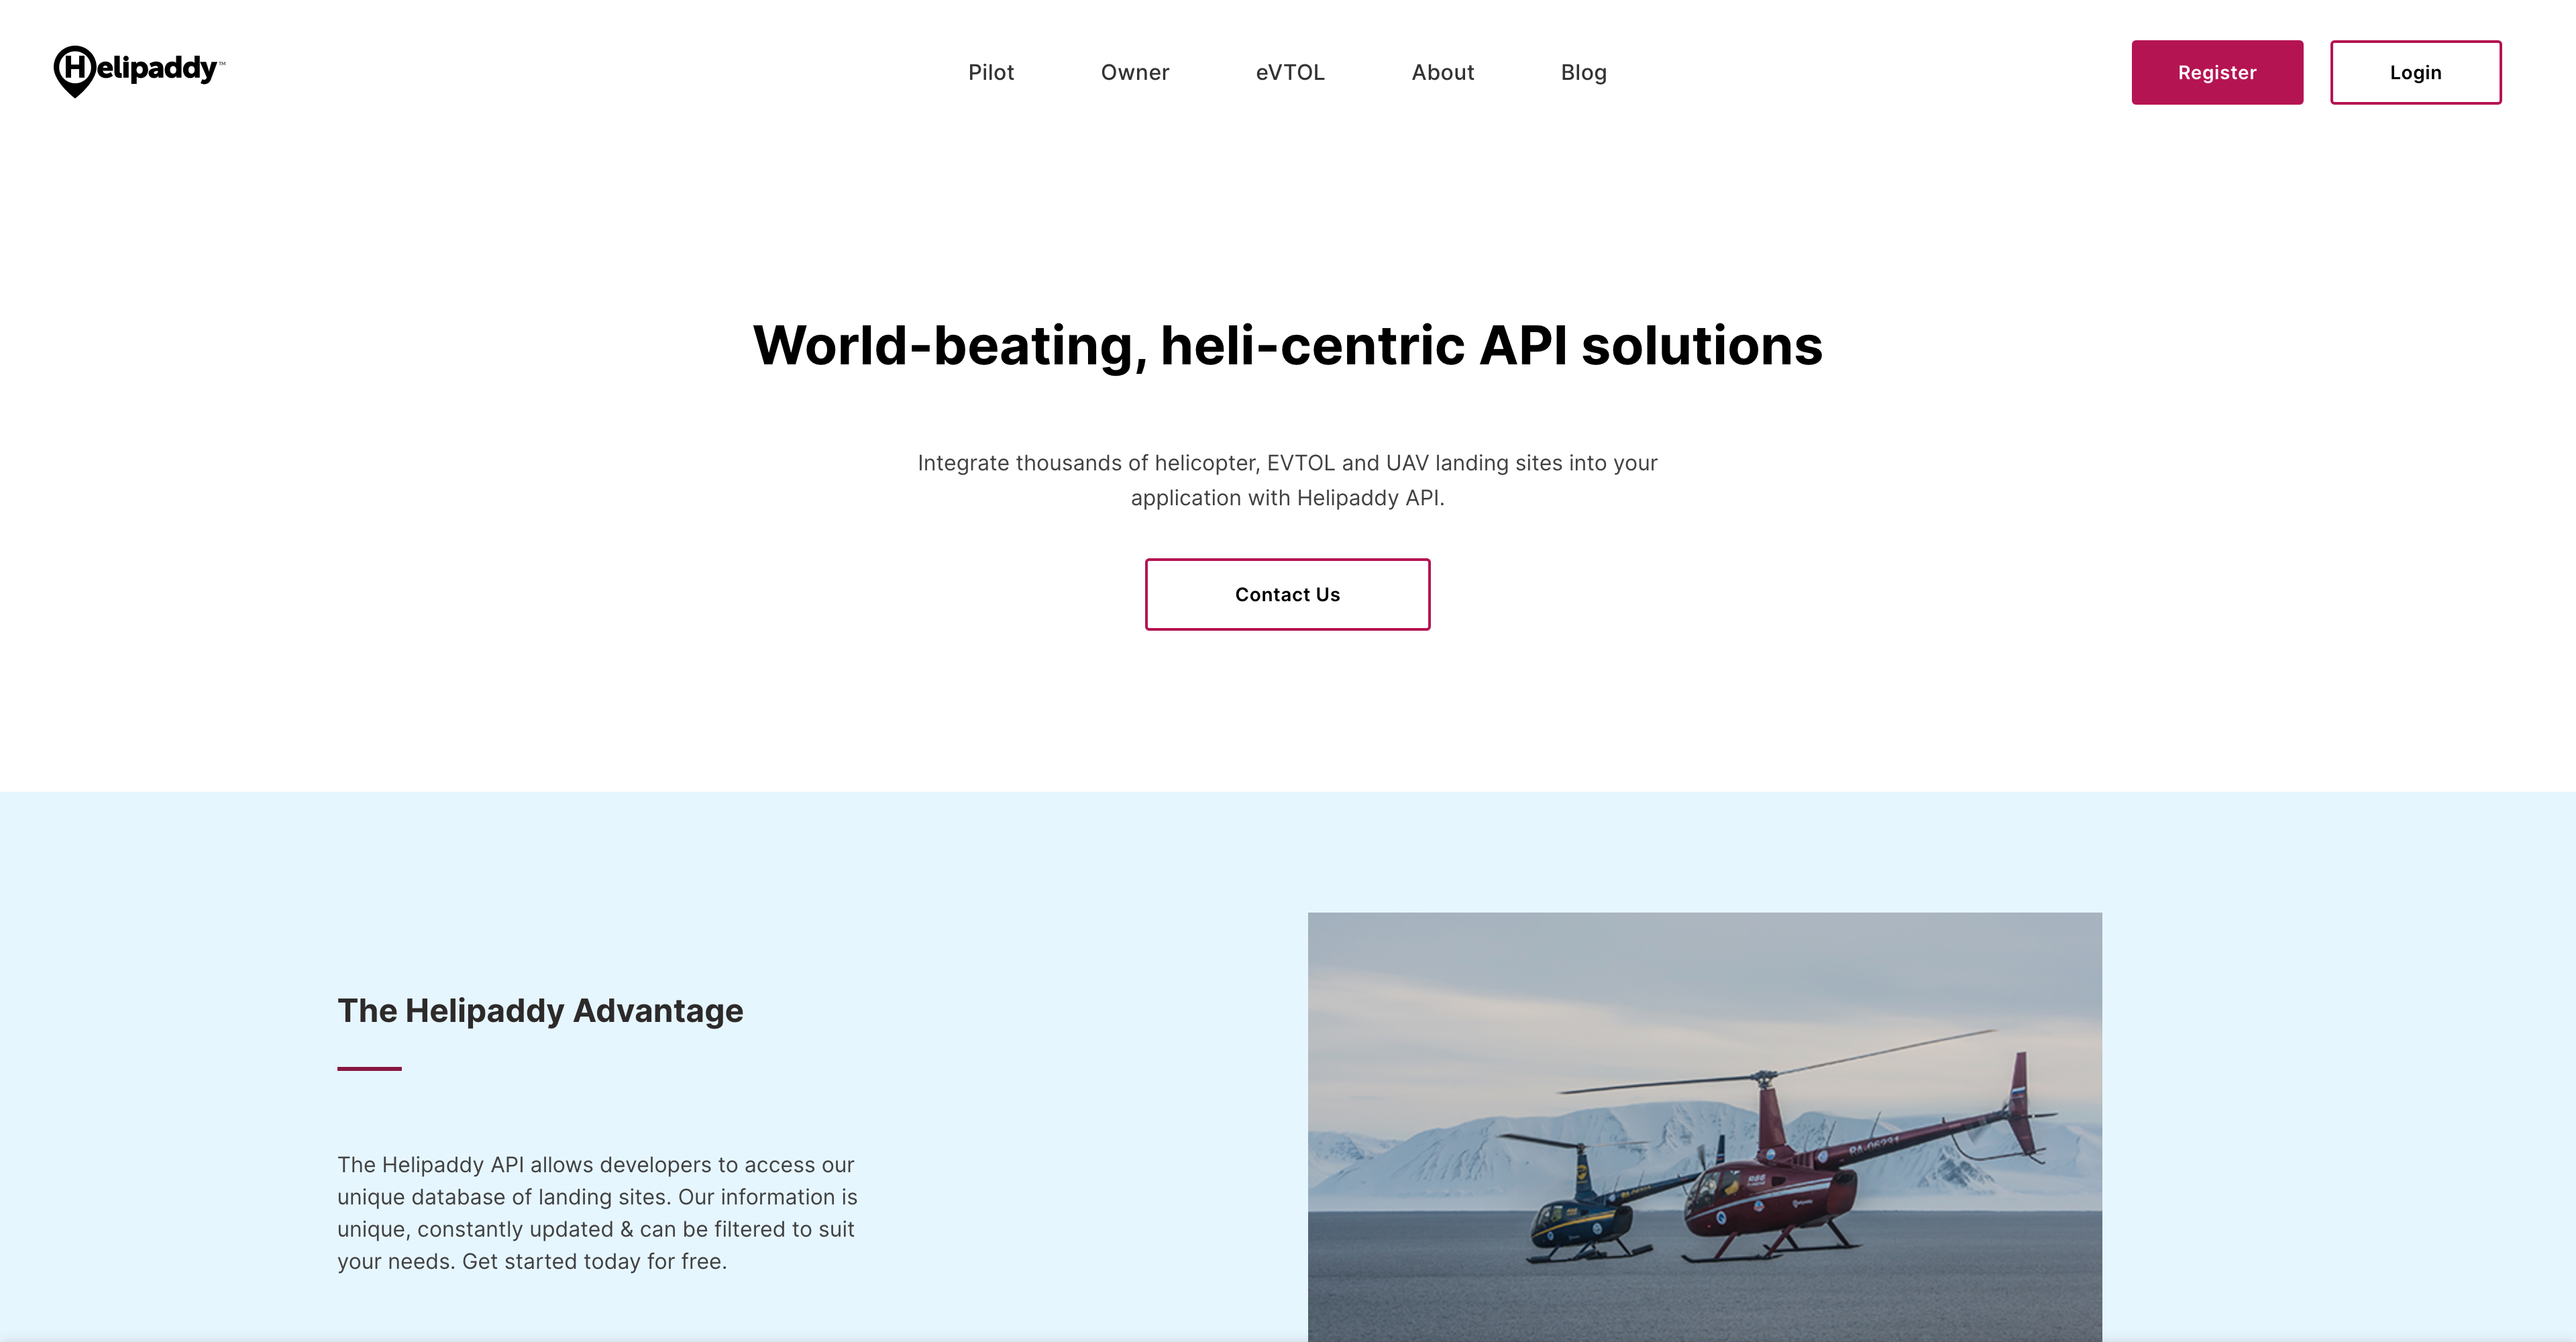 Helipaddy™
Pilot
Owner
eVTOL
About
Blog
Register
Login
World-beating, heli-centric API solutions
Integrate thousands of helicopter, EVTOL and UAV landing sites into your
application with Helipaddy API.
Contact Us
The Helipaddy Advantage
The Helipaddy API allows developers to access our
unique database of landing sites. Our information is
unique, constantly updated & can be filtered to suit
your needs. Get started today for free.
R66